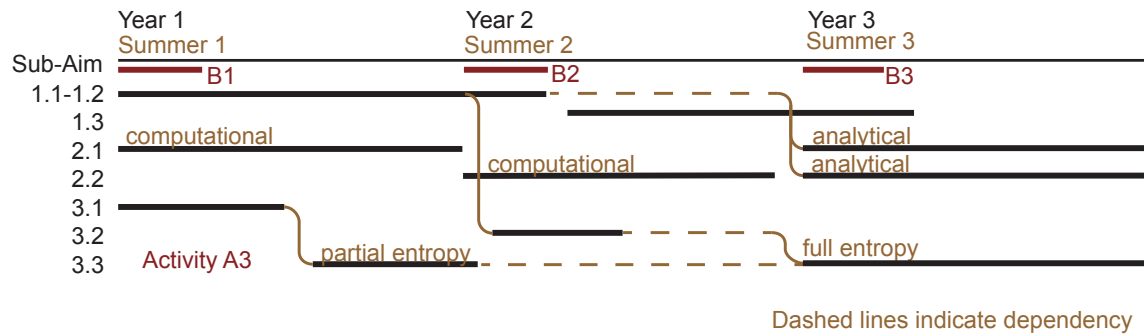 Year 1 Year 2 Year 3
Summer 1 Summer 2 Summer 3
Sub-Aim
B1 B2 B3
1.1-1.2
1.3
computational analytical
2.1
computational analytical
2.2
3.1
3.2
partial entropy full entropy
3.3 Activity A3
Dashed lines indicate dependency